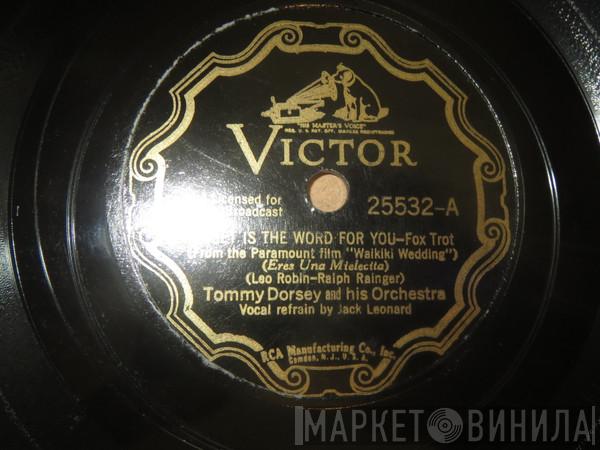 "HIS MASTER'S VOICE"
REG. U. S. PAT. OFF. MARCAS REGISTRADAS
VICTOR
for
25532-A
IS THE WORD FOR YOU—Fox Trot
(From the Paramount film "Waikiki Wedding")
(Eres Una Mielecita)
(Leo Robin-Ralph Rainger)
Tommy Dorsey and his Orchestra
Vocal refrain by Jack Leonard
RCA Manufacturing Co., Inc.
Camden, N. J., U. S. A.
МАРКЕТ ВИНИЛА